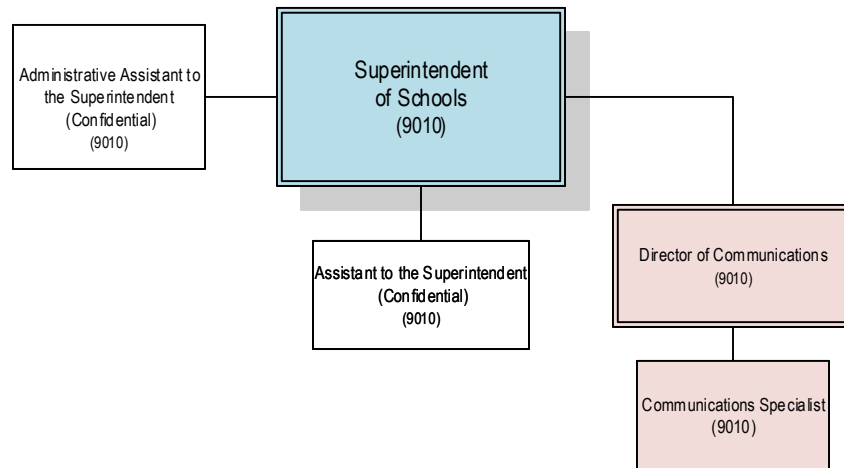 Administrative Assistant to
the Superintendent
(Confidential)
(9010)
Superintendent
of Schools
(9010)
Assistant to the Superintendent
(Confidential)
(9010)
Director of Communications
(9010)
Communications Specialist
(9010)